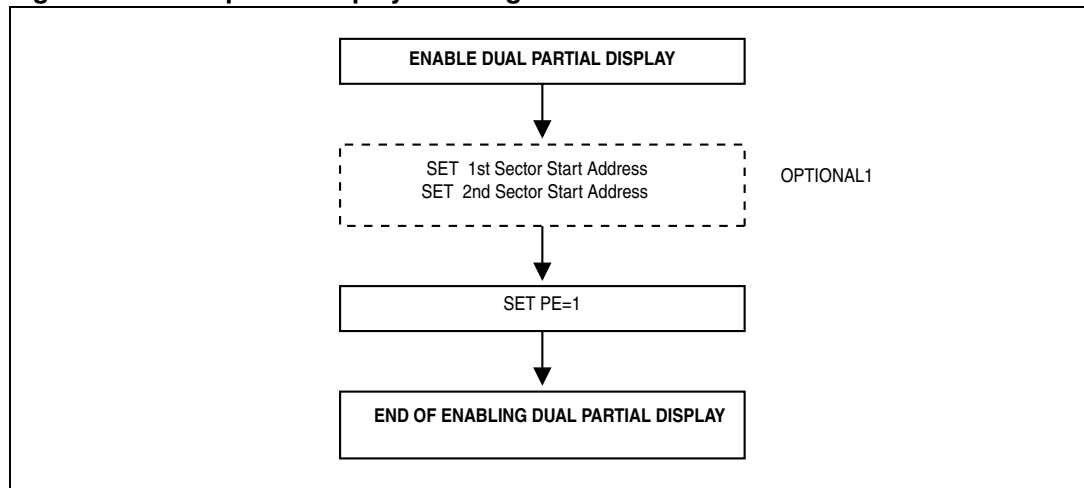 ENABLE DUAL PARTIAL DISPLAY
SET 1st Sector Start Address
SET 2nd Sector Start Address
OPTIONAL1
SET PE=1
END OF ENABLING DUAL PARTIAL DISPLAY